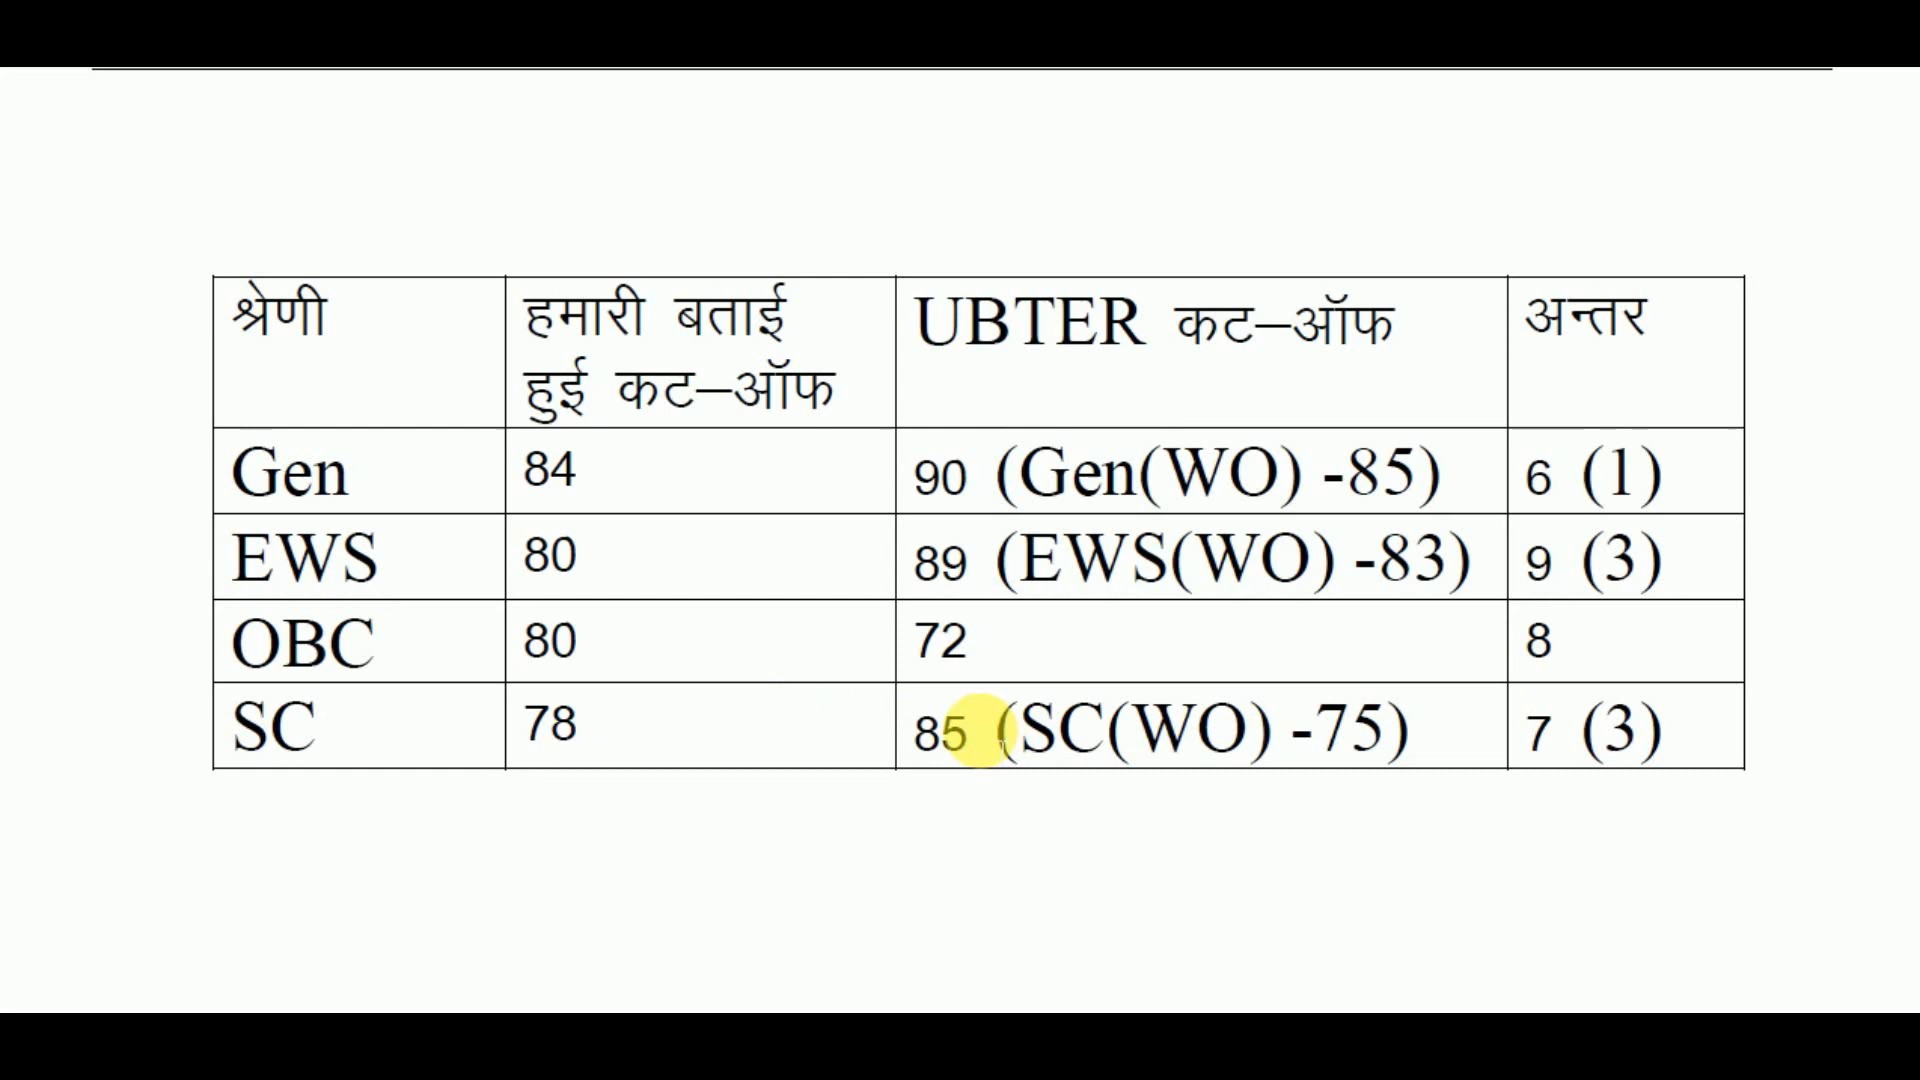 श्रेणी हमारी बताई हुई कट–ऑफ UBTER कट–ऑफ अन्तर
Gen 84 90 (Gen(WO) -85) 6 (1)
EWS 80 89 (EWS(WO) -83) 9 (3)
OBC 80 72 8
SC 78 85 (SC(WO) -75) 7 (3)